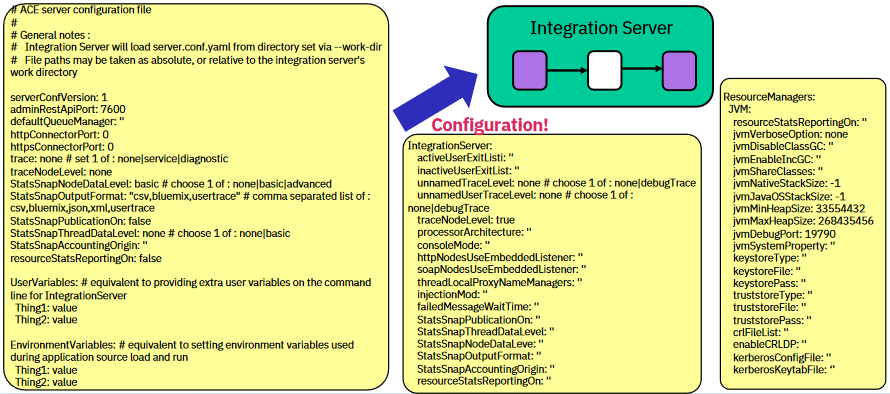 # ACE server configuration file
#
# General notes :
#   Integration Server will load server.conf.yaml from directory set via --work-dir
#   File paths may be taken as absolute, or relative to the integration server's
work directory
serverConfVersion: 1
adminRestApiPort: 7600
defaultQueueManager: ''
httpConnectorPort: 0
httpsConnectorPort: 0
trace: none # set 1 of : none|service|diagnostic
traceNodeLevel: none
StatsSnapNodeDataLevel: basic # choose 1 of : none|basic|advanced
StatsSnapOutputFormat: "csv,bluemix,usertrace" # comma separated list of :
csv,bluemix,json,xml,usertrace
StatsSnapPublicationOn: false
StatsSnapThreadDataLevel: none # choose 1 of : none|basic
StatsSnapAccountingOrigin: ''
resourceStatsReportingOn: false
UserVariables: # equivalent to providing extra user variables on the command
line for IntegrationServer
Thing1: value
Thing2: value
EnvironmentVariables: # equivalent to setting environment variables used
during application source load and run
Thing1: value
Thing2: value
Integration Server
Configuration!
IntegrationServer:
activeUserExitListi: ''
inactiveUserExitList: ''
unnamedTraceLevel: none # choose 1 of : none|debugTrace
unnamedUserTraceLevel: none # choose 1 of :
none|debugTrace
traceNodeLevel: true
processorArchitecture: ''
consoleMode: ''
httpNodesUseEmbeddedListener: ''
soapNodesUseEmbeddedListener: ''
threadLocalProxyNameManagers: ''
injectionMod: ''
failedMessageWaitTime: ''
StatsSnapPublicationOn: ''
StatsSnapThreadDataLevel: ''
StatsSnapNodeDataLeve: ''
StatsSnapOutputFormat: ''
StatsSnapAccountingOrigin: ''
resourceStatsReportingOn: ''
ResourceManagers:
JVM:
resourceStatsReportingOn: ''
jvmVerboseOption: none
jvmDisableClassGC: ''
jvmEnableIncGC: ''
jvmShareClasses: ''
jvmNativeStackSize: -1
jvmJavaOSStackSize: -1
jvmMinHeapSize: 33554432
jvmMaxHeapSize: 268435456
jvmDebugPort: 19790
jvmSystemProperty: ''
keystoreType: ''
keystoreFile: ''
keystorePass: ''
truststoreType: ''
truststoreFile: ''
truststorePass: ''
crlFileList: ''
enableCRLDP: ''
kerberosConfigFile: ''
kerberosKeytabFile: ‘’